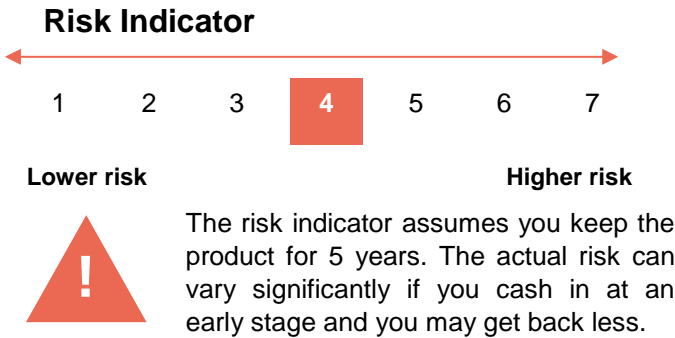 Risk Indicator
1 2 3 4 5 6 7
Lower risk Higher risk
!
The risk indicator assumes you keep the
product for 5 years. The actual risk can
vary significantly if you cash in at an
early stage and you may get back less.